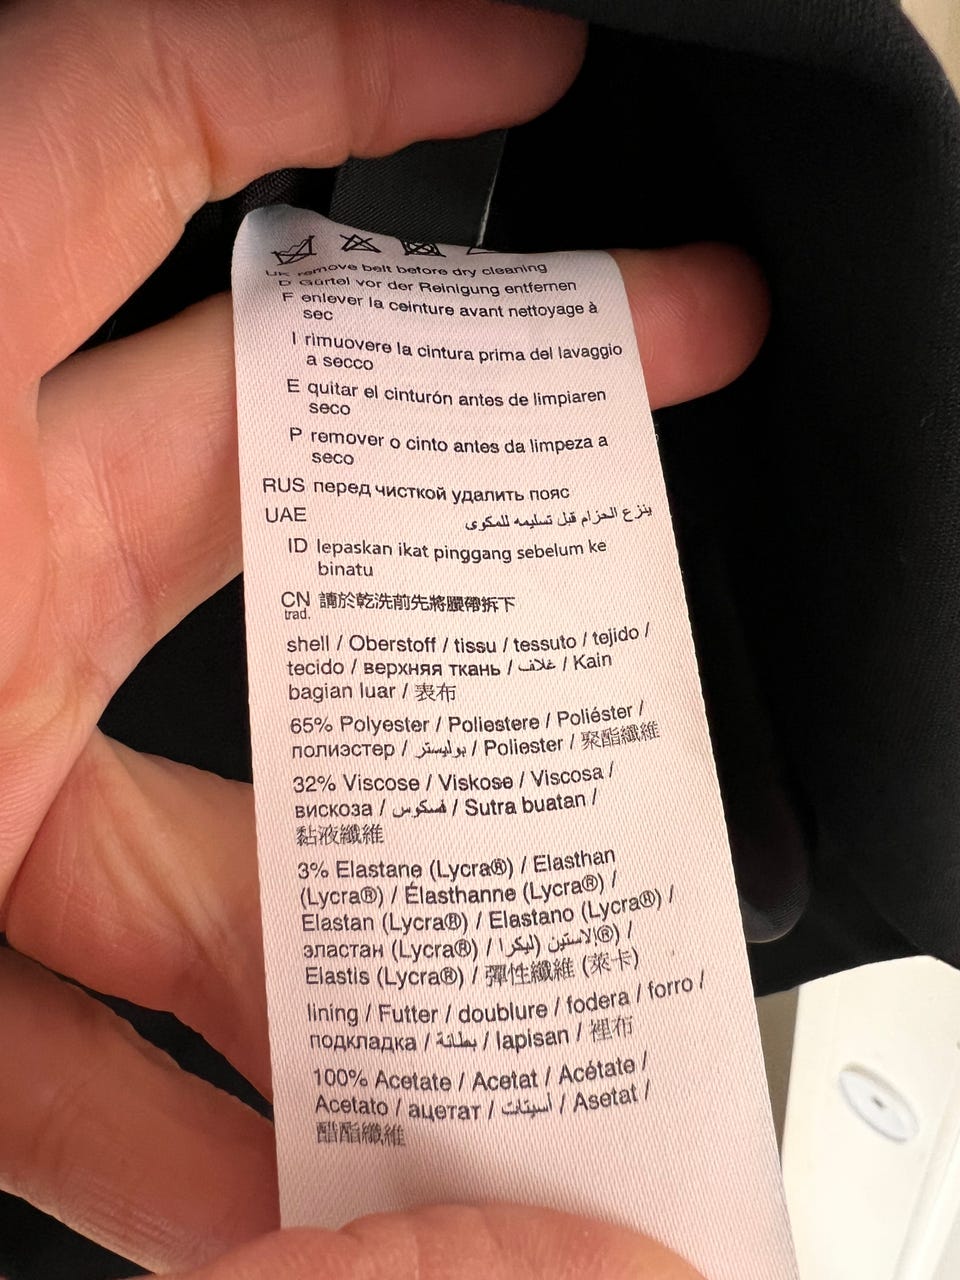 UK remove belt before dry cleaning
D Gürtel vor der Reinigung entfernen
F enlever la ceinture avant nettoyage à
sec
I rimuovere la cintura prima del lavaggio
a secco
E quitar el cinturón antes de limpiaren
seco
P remover o cinto antes da limpeza a
seco
RUS перед чисткой удалить пояс
UAE ينزع الحزام قبل تسليمه للمكوى
ID lepaskan ikat pinggang sebelum ke
binatu
CN 請於乾洗前先將腰帶拆下
trad.
shell / Oberstoff / tissu / tessuto / tejido /
tecido / верхняя ткань / غلاف / Kain
bagian luar / 表布
65% Polyester / Poliestere / Poliéster /
полиэстер / بوليستر / Poliester / 聚酯纖維
32% Viscose / Viskose / Viscosa /
вискоза / فسكوس / Sutra buatan /
黏液纖維
3% Elastane (Lycra®) / Elasthan
(Lycra®) / Élasthanne (Lycra®) /
Elastan (Lycra®) / Elastano (Lycra®) /
эластан (Lycra®) / الاستين (ليكرا®) /
Elastis (Lycra®) / 彈性纖維 (萊卡)
lining / Futter / doublure / fodera / forro /
подкладка / بطانة / lapisan / 裡布
100% Acetate / Acetat / Acétate /
Acetato / ацетат / أسيتات / Asetat /
醋酯纖維